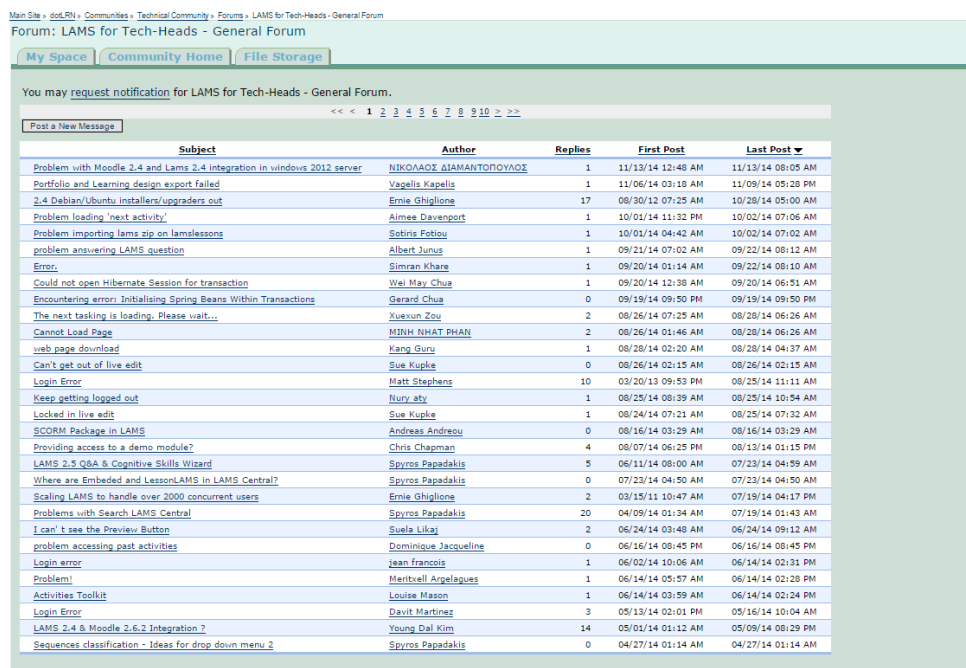 Main Site » dotLRN » Communities » Technical Community » Forums » LAMS for Tech-Heads - General Forum
Forum: LAMS for Tech-Heads - General Forum
My Space Community Home File Storage
You may request notification for LAMS for Tech-Heads - General Forum.
<< < 1 2 3 4 5 6 7 8 9 10 > >>
Post a New Message
Subject Author Replies First Post Last Post
Problem with Moodle 2.4 and Lams 2.4 integration in windows 2012 server ΝΙΚΟΛΑΟΣ ΔΙΑΜΑΝΤΟΠΟΥΛΟΣ 1 11/13/14 12:48 AM 11/13/14 08:05 AM
Portfolio and Learning design export failed Vagelis Kapelis 1 11/06/14 03:18 AM 11/09/14 05:28 PM
2.4 Debian/Ubuntu installers/upgraders out Ernie Ghiglione 17 08/30/12 07:25 AM 10/28/14 05:00 AM
Problem loading 'next activity' Aimee Davenport 1 10/01/14 11:32 PM 10/02/14 07:06 AM
Problem importing lams zip on lamslessons Sotiris Fotiou 1 10/01/14 04:42 AM 10/02/14 07:02 AM
problem answering LAMS question Albert Junus 1 09/21/14 07:02 AM 09/22/14 08:12 AM
Error. Simran Khare 1 09/20/14 01:14 AM 09/22/14 08:10 AM
Could not open Hibernate Session for transaction Wei May Chua 1 09/20/14 12:38 AM 09/20/14 06:51 AM
Encountering error: Initialising Spring Beans Within Transactions Gerard Chua 0 09/19/14 09:50 PM 09/19/14 09:50 PM
The next tasking is loading. Please wait... Xuexun Zou 2 08/26/14 07:25 AM 08/28/14 06:26 AM
Cannot Load Page MINH NHAT PHAN 2 08/26/14 01:46 AM 08/28/14 06:26 AM
web page download Kang Guru 1 08/28/14 02:20 AM 08/28/14 04:37 AM
Can't get out of live edit Sue Kupke 0 08/26/14 02:15 AM 08/26/14 02:15 AM
Login Error Matt Stephens 10 03/20/13 09:53 PM 08/25/14 11:11 AM
Keep getting logged out Nury aty 1 08/25/14 08:39 AM 08/25/14 10:54 AM
Locked in live edit Sue Kupke 1 08/24/14 07:21 AM 08/25/14 07:32 AM
SCORM Package in LAMS Andreas Andreou 0 08/16/14 03:29 AM 08/16/14 03:29 AM
Providing access to a demo module? Chris Chapman 4 08/07/14 06:25 PM 08/13/14 01:15 PM
LAMS 2.5 Q&A & Cognitive Skills Wizard Spyros Papadakis 5 06/11/14 08:00 AM 07/23/14 04:59 AM
Where are Embeded and LessonLAMS in LAMS Central? Spyros Papadakis 0 07/23/14 04:50 AM 07/23/14 04:50 AM
Scaling LAMS to handle over 2000 concurrent users Ernie Ghiglione 2 03/15/11 10:47 AM 07/19/14 04:17 PM
Problems with Search LAMS Central Spyros Papadakis 20 04/09/14 01:34 AM 07/19/14 01:43 AM
I can' t see the Preview Button Suela Likaj 2 06/24/14 03:48 AM 06/24/14 09:12 AM
problem accessing past activities Dominique Jacqueline 0 06/16/14 08:45 PM 06/16/14 08:45 PM
Login error jean francois 1 06/02/14 10:06 AM 06/14/14 02:31 PM
Problem! Meritxell Argelagues 1 06/14/14 05:57 AM 06/14/14 02:28 PM
Activities Toolkit Louise Mason 1 06/14/14 03:59 AM 06/14/14 02:24 PM
Login Error Davit Martinez 3 05/13/14 02:01 PM 05/16/14 10:04 AM
LAMS 2.4 & Moodle 2.6.2 Integration ? Young Dal Kim 14 05/01/14 01:12 AM 05/09/14 08:29 PM
Sequences classification - Ideas for drop down menu 2 Spyros Papadakis 0 04/27/14 01:14 AM 04/27/14 01:14 AM